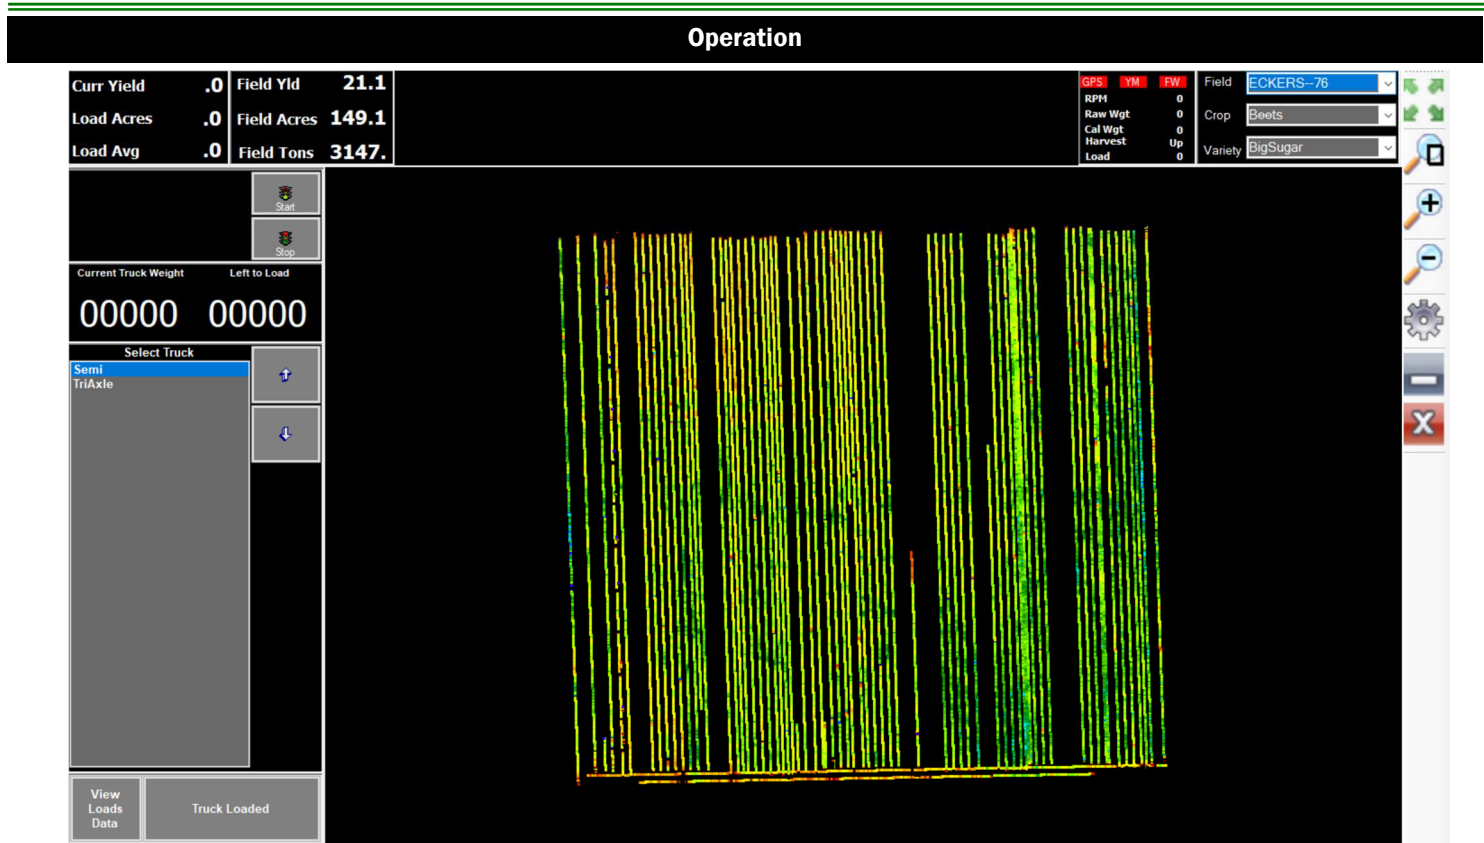 Operation
Curr Yield .0 Field Yld 21.1
Load Acres .0 Field Acres 149.1
Load Avg .0 Field Tons 3147.
GPS YM FW
RPM 0
Raw Wgt 0
Cal Wgt 0
Harvest Up
Load 0
Field ECKERS--76
Crop Beets
Variety BigSugar
Start
Stop
Current Truck Weight Left to Load
00000 00000
Select Truck
Semi
TriAxle
View
Loads
Data
Truck Loaded